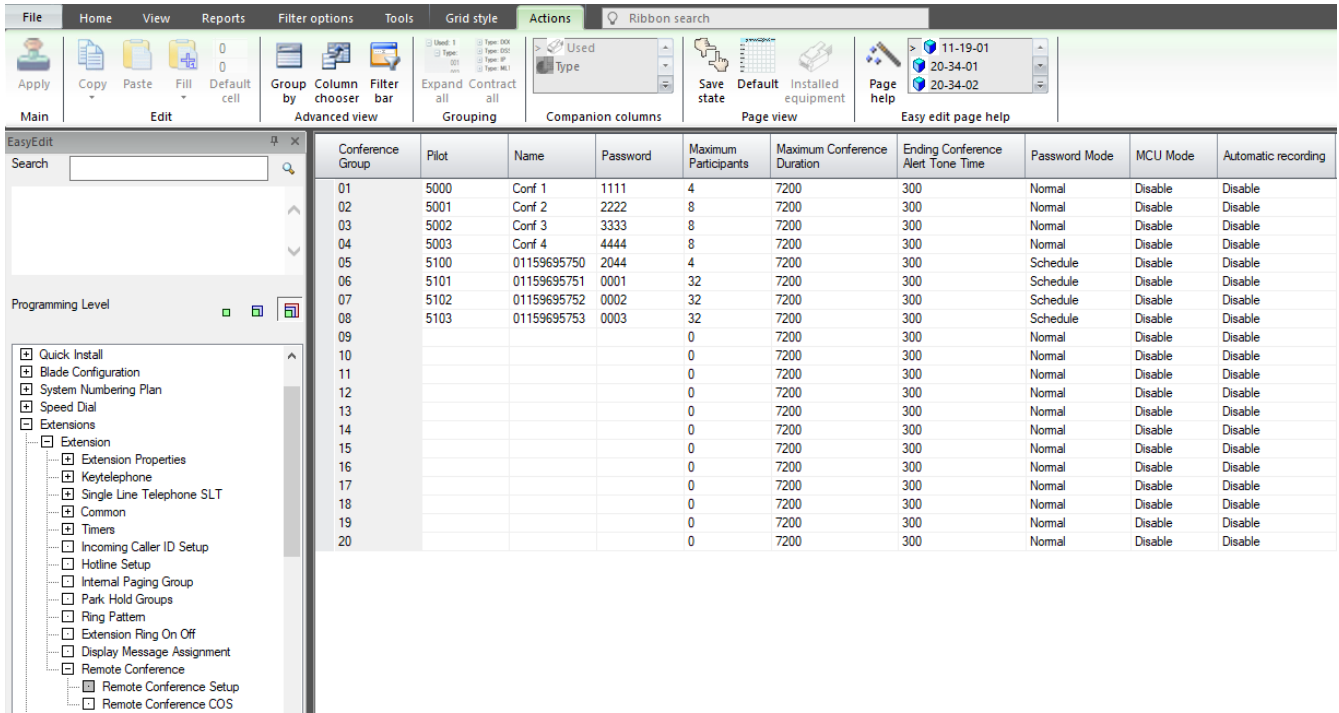 File Home View Reports Filter options Tools Grid style Actions Ribbon search
Used: 1 Type:
> Used
Type
> 11-19-01
20-34-01
20-34-02
0
0
Apply Copy Paste Fill Default cell Group by Column chooser Filter bar Expand all Contract all Save state Default Installed equipment Page help
Main Edit Advanced view Grouping Companion columns Page view Easy edit page help
EasyEdit
Search
Programming Level
Quick Install
Blade Configuration
System Numbering Plan
Speed Dial
Extensions
Extension
Extension Properties
Keytelephone
Single Line Telephone SLT
Common
Timers
Incoming Caller ID Setup
Hotline Setup
Internal Paging Group
Park Hold Groups
Ring Pattern
Extension Ring On Off
Display Message Assignment
Remote Conference
Remote Conference Setup
Remote Conference COS
Conference Group Pilot Name Password Maximum Participants Maximum Conference Duration Ending Conference Alert Tone Time Password Mode MCU Mode Automatic recording
01 5000 Conf 1 1111 4 7200 300 Normal Disable Disable
02 5001 Conf 2 2222 8 7200 300 Normal Disable Disable
03 5002 Conf 3 3333 8 7200 300 Normal Disable Disable
04 5003 Conf 4 4444 8 7200 300 Normal Disable Disable
05 5100 01159695750 2044 4 7200 300 Schedule Disable Disable
06 5101 01159695751 0001 32 7200 300 Schedule Disable Disable
07 5102 01159695752 0002 32 7200 300 Schedule Disable Disable
08 5103 01159695753 0003 32 7200 300 Schedule Disable Disable
09 0 7200 300 Normal Disable Disable
10 0 7200 300 Normal Disable Disable
11 0 7200 300 Normal Disable Disable
12 0 7200 300 Normal Disable Disable
13 0 7200 300 Normal Disable Disable
14 0 7200 300 Normal Disable Disable
15 0 7200 300 Normal Disable Disable
16 0 7200 300 Normal Disable Disable
17 0 7200 300 Normal Disable Disable
18 0 7200 300 Normal Disable Disable
19 0 7200 300 Normal Disable Disable
20 0 7200 300 Normal Disable Disable